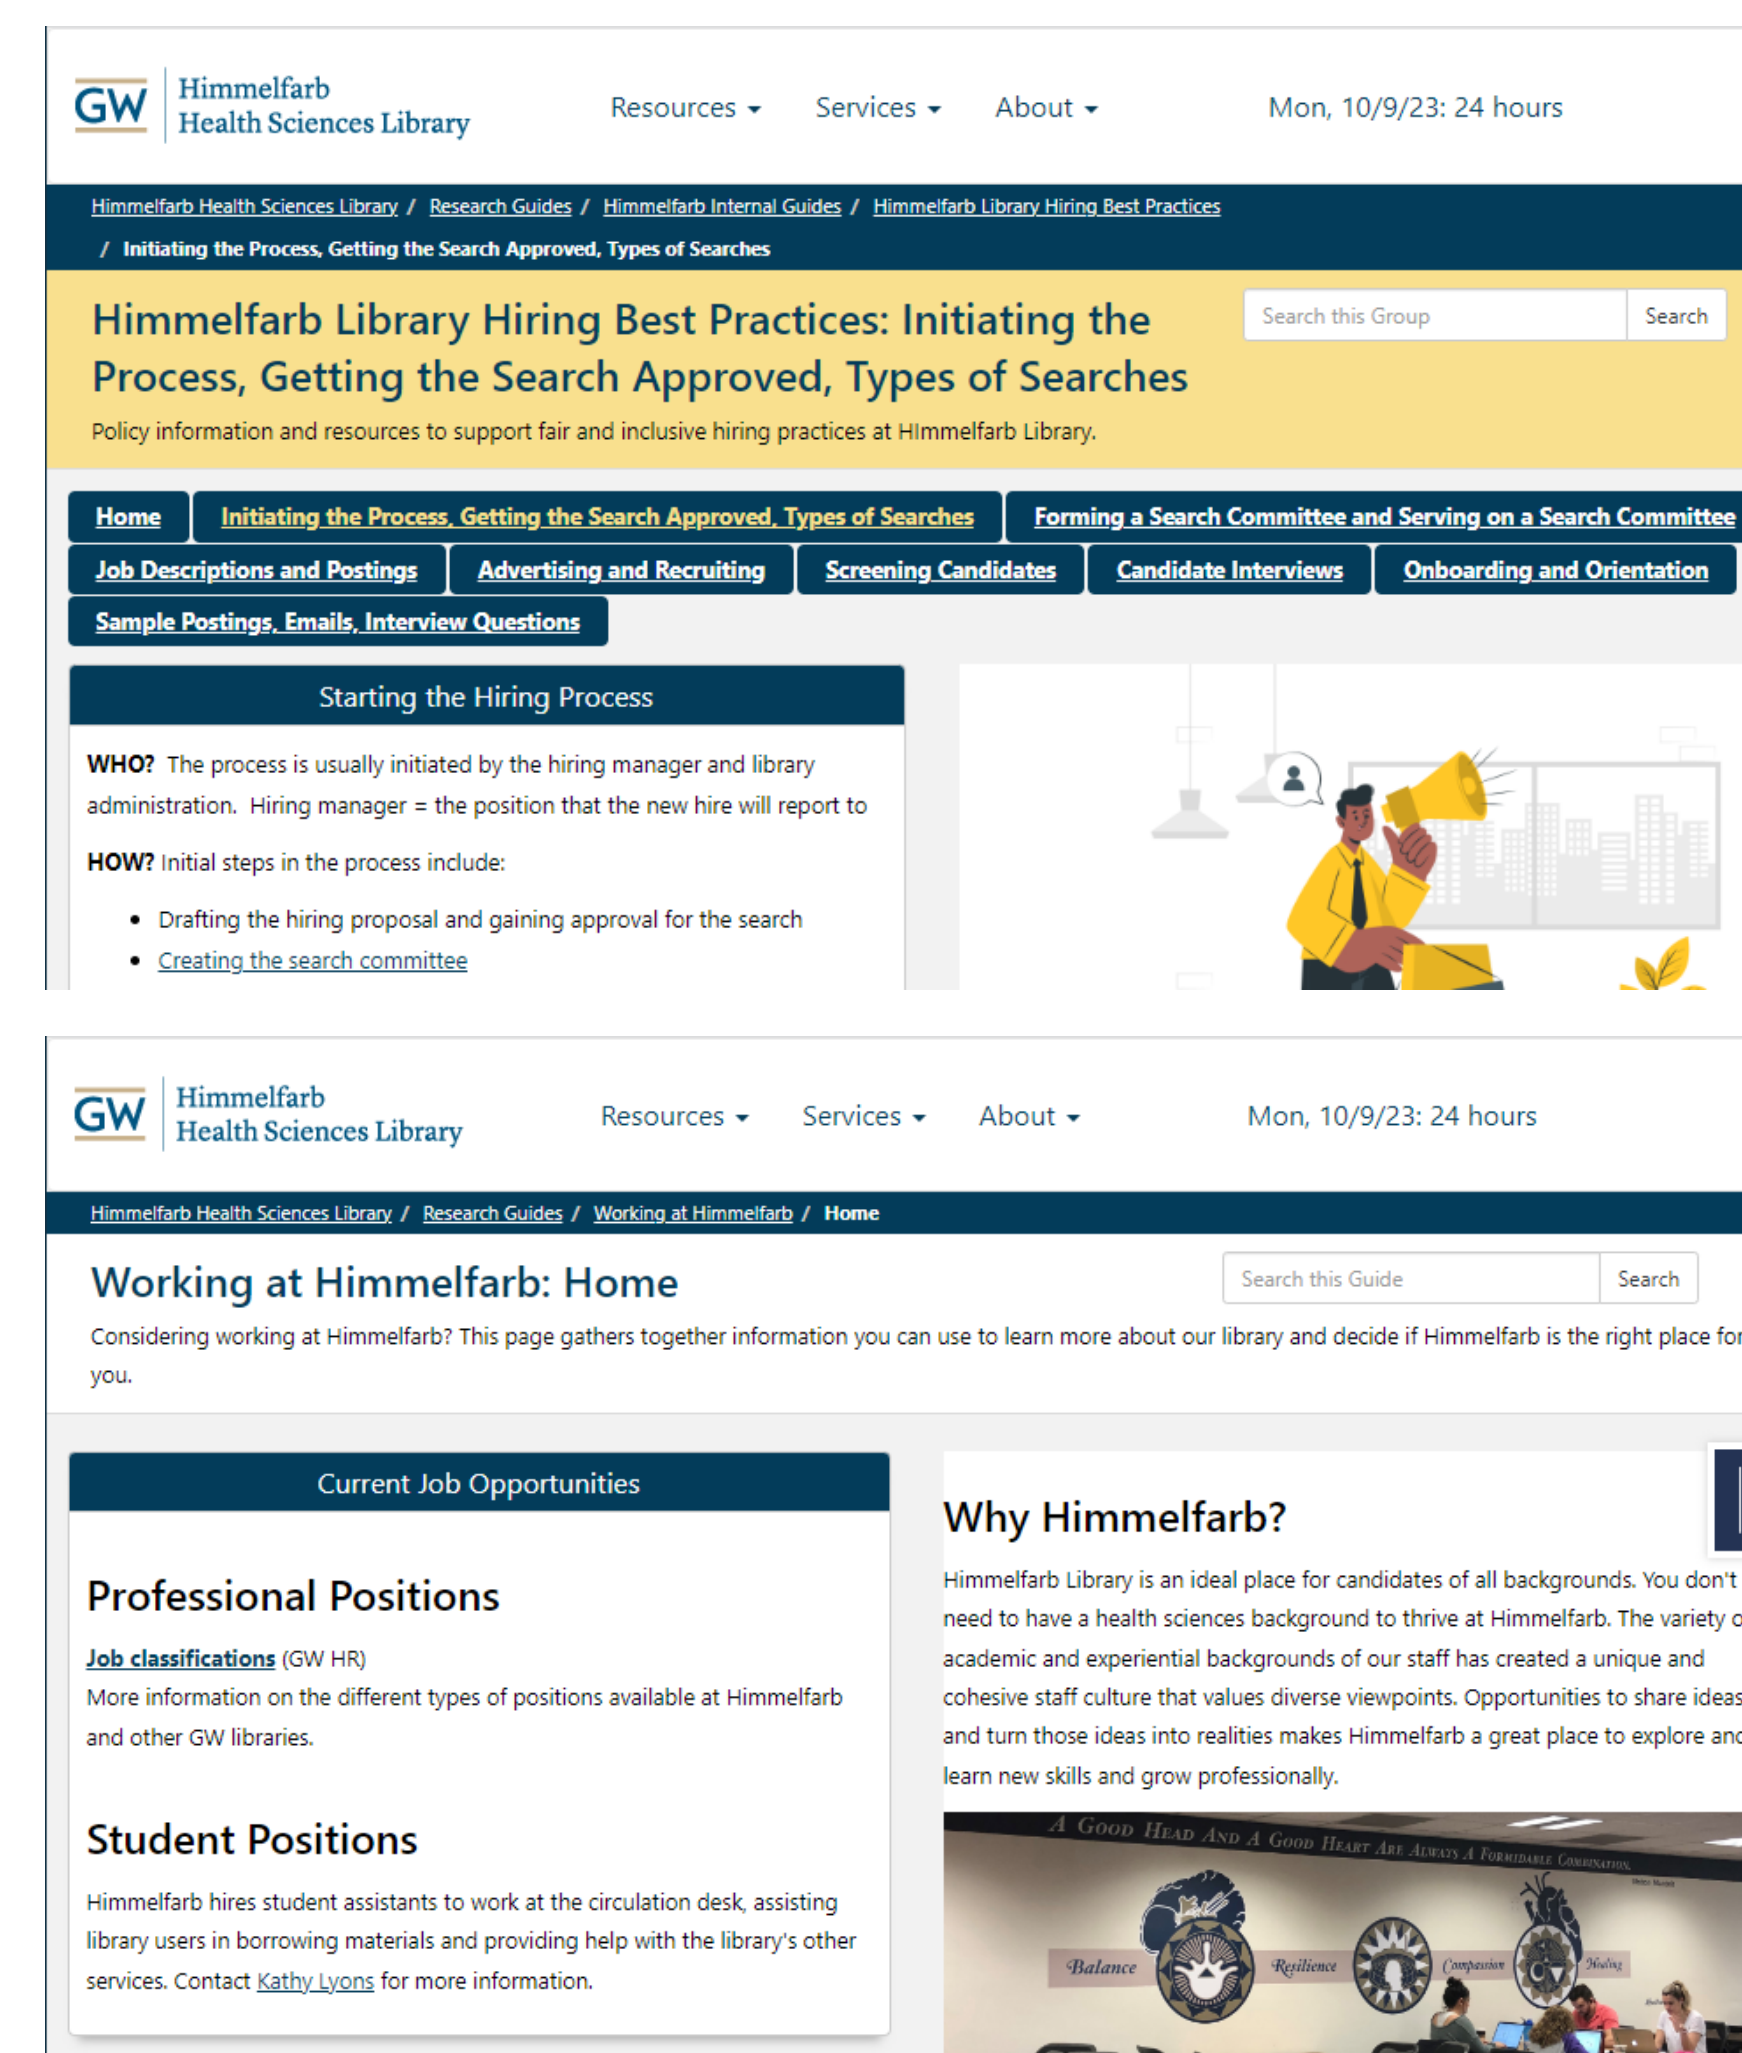 GW
Himmelfarb
Health Sciences Library
Resources
Services
About
Mon, 10/9/23: 24 hours
Himmelfarb Health Sciences Library / Research Guides / Himmelfarb Internal Guides / Himmelfarb Library Hiring Best Practices
/ Initiating the Process, Getting the Search Approved, Types of Searches
Himmelfarb Library Hiring Best Practices: Initiating the
Process, Getting the Search Approved, Types of Searches
Search this Group
Search
Policy information and resources to support fair and inclusive hiring practices at HImmelfarb Library.
Home
Initiating the Process, Getting the Search Approved, Types of Searches
Forming a Search Committee and Serving on a Search Committee
Job Descriptions and Postings
Advertising and Recruiting
Screening Candidates
Candidate Interviews
Onboarding and Orientation
Sample Postings, Emails, Interview Questions
Starting the Hiring Process
WHO? The process is usually initiated by the hiring manager and library
administration. Hiring manager = the position that the new hire will report to
HOW? Initial steps in the process include:
• Drafting the hiring proposal and gaining approval for the search
• Creating the search committee
GW
Himmelfarb
Health Sciences Library
Resources
Services
About
Mon, 10/9/23: 24 hours
Himmelfarb Health Sciences Library / Research Guides / Working at Himmelfarb / Home
Working at Himmelfarb: Home
Search this Guide
Search
Considering working at Himmelfarb? This page gathers together information you can use to learn more about our library and decide if Himmelfarb is the right place for
you.
Current Job Opportunities
Professional Positions
Job classifications (GW HR)
More information on the different types of positions available at Himmelfarb
and other GW libraries.
Student Positions
Himmelfarb hires student assistants to work at the circulation desk, assisting
library users in borrowing materials and providing help with the library's other
services. Contact Kathy Lyons for more information.
Why Himmelfarb?
Himmelfarb Library is an ideal place for candidates of all backgrounds. You don't
need to have a health sciences background to thrive at Himmelfarb. The variety o
academic and experiential backgrounds of our staff has created a unique and
cohesive staff culture that values diverse viewpoints. Opportunities to share ideas
and turn those ideas into realities makes Himmelfarb a great place to explore and
learn new skills and grow professionally.
A Good Head And A Good Heart Are Always A Formidable Combination.
Balance
Resilience
Compassion
Healing